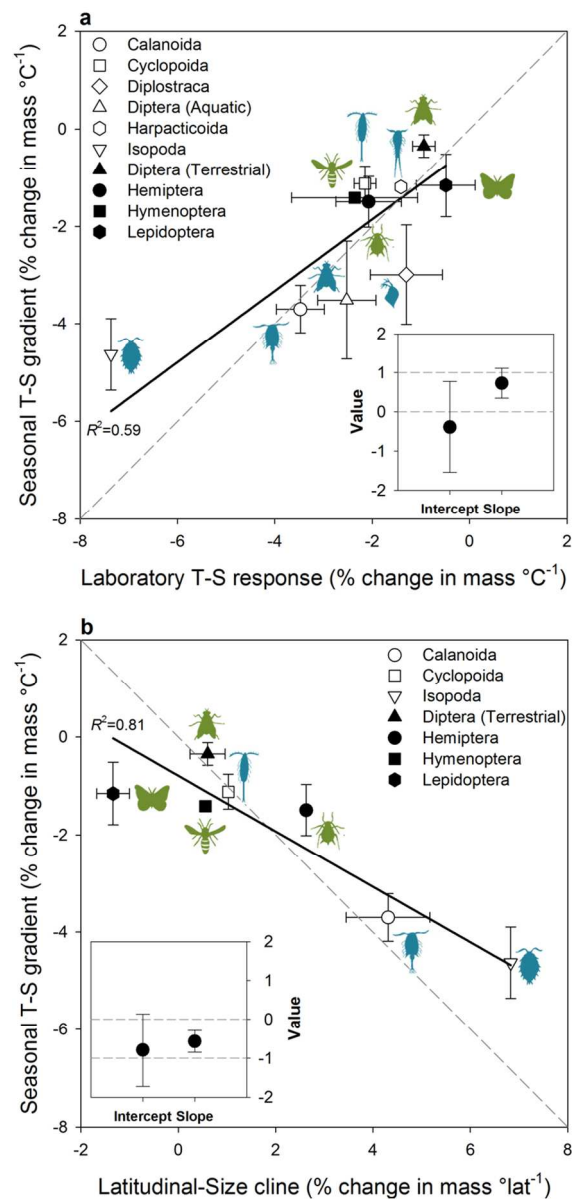 a
Seasonal T-S gradient (% change in mass °C⁻¹)
2
0
-2
-4
-6
-8
Calanoida
Cyclopoida
Diplostraca
Diptera (Aquatic)
Harpacticoida
Isopoda
Diptera (Terrestrial)
Hemiptera
Hymenoptera
Lepidoptera
R²=0.59
Value
2
1
0
-1
-2
Intercept Slope
-8 -6 -4 -2 0 2
Laboratory T-S response (% change in mass °C⁻¹)
b
Seasonal T-S gradient (% change in mass °C⁻¹)
2
0
-2
-4
-6
-8
R²=0.81
Calanoida
Cyclopoida
Isopoda
Diptera (Terrestrial)
Hemiptera
Hymenoptera
Lepidoptera
2
1
0
-1
-2
Value
Intercept Slope
-2 0 2 4 6 8
Latitudinal-Size cline (% change in mass °lat⁻¹)